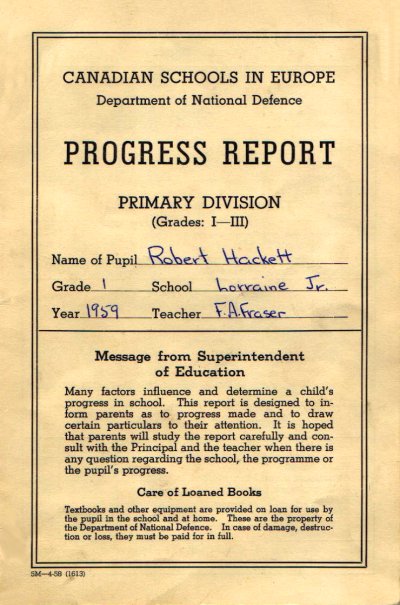 CANADIAN SCHOOLS IN EUROPE
Department of National Defence
PROGRESS REPORT
PRIMARY DIVISION
(Grades: I—III)
Name of Pupil Robert Hackett
Grade 1 School Lorraine Jr.
Year 1959 Teacher F.A.Fraser
Message from Superintendent
of Education
Many factors influence and determine a child's
progress in school. This report is designed to in-
form parents as to progress made and to draw
certain particulars to their attention. It is hoped
that parents will study the report carefully and con-
sult with the Principal and the teacher when there is
any question regarding the school, the programme or
the pupil's progress.
Care of Loaned Books
Textbooks and other equipment are provided on loan for use by
the pupil in the school and at home. These are the property of
the Department of National Defence. In case of damage, destruc-
tion or loss, they must be paid for in full.
5M—4-58 (1613)